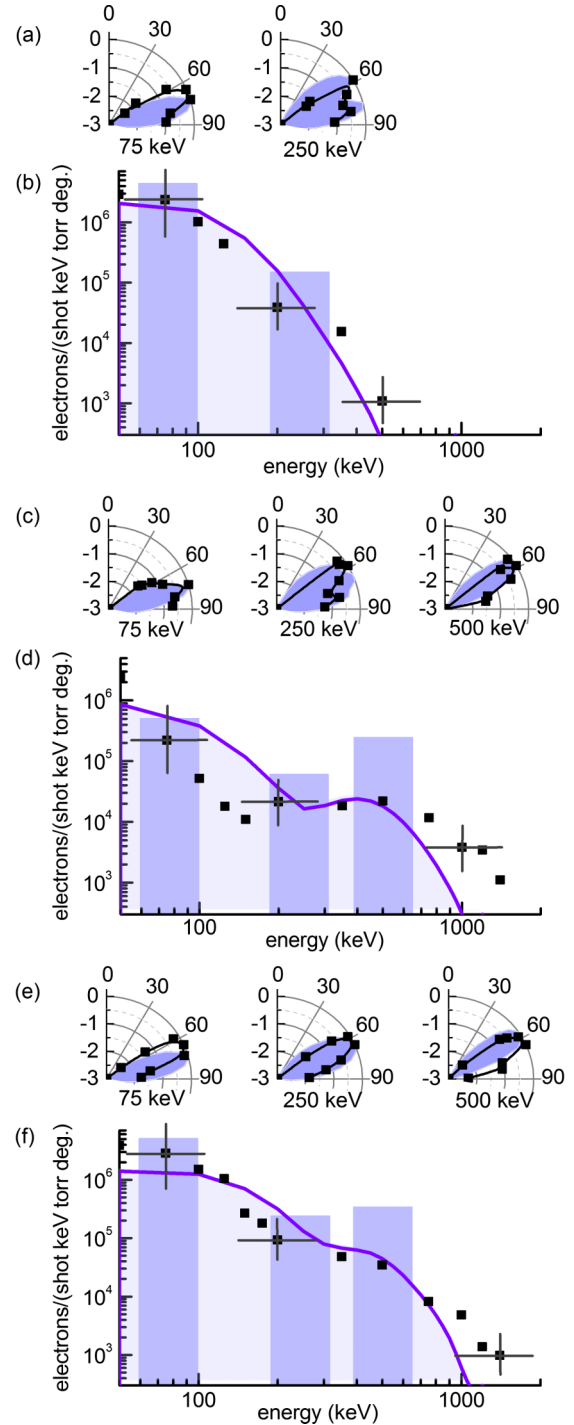 (a)
0 30 60 90
0 -1 -2 -3
75 keV
0 30 60 90
0 -1 -2 -3
250 keV
(b)
electrons/(shot keV torr deg.)
10⁶
10⁵
10⁴
10³
100 1000
energy (keV)
(c)
0 30 60 90
0 -1 -2 -3
75 keV
0 30 60 90
0 -1 -2 -3
250 keV
0 30 60 90
0 -1 -2 -3
500 keV
(d)
electrons/(shot keV torr deg.)
10⁶
10⁵
10⁴
10³
100 1000
energy (keV)
(e)
0 30 60 90
0 -1 -2 -3
75 keV
0 30 60 90
0 -1 -2 -3
250 keV
0 30 60 90
0 -1 -2 -3
500 keV
(f)
electrons/(shot keV torr deg.)
10⁶
10⁵
10⁴
10³
100 1000
energy (keV)